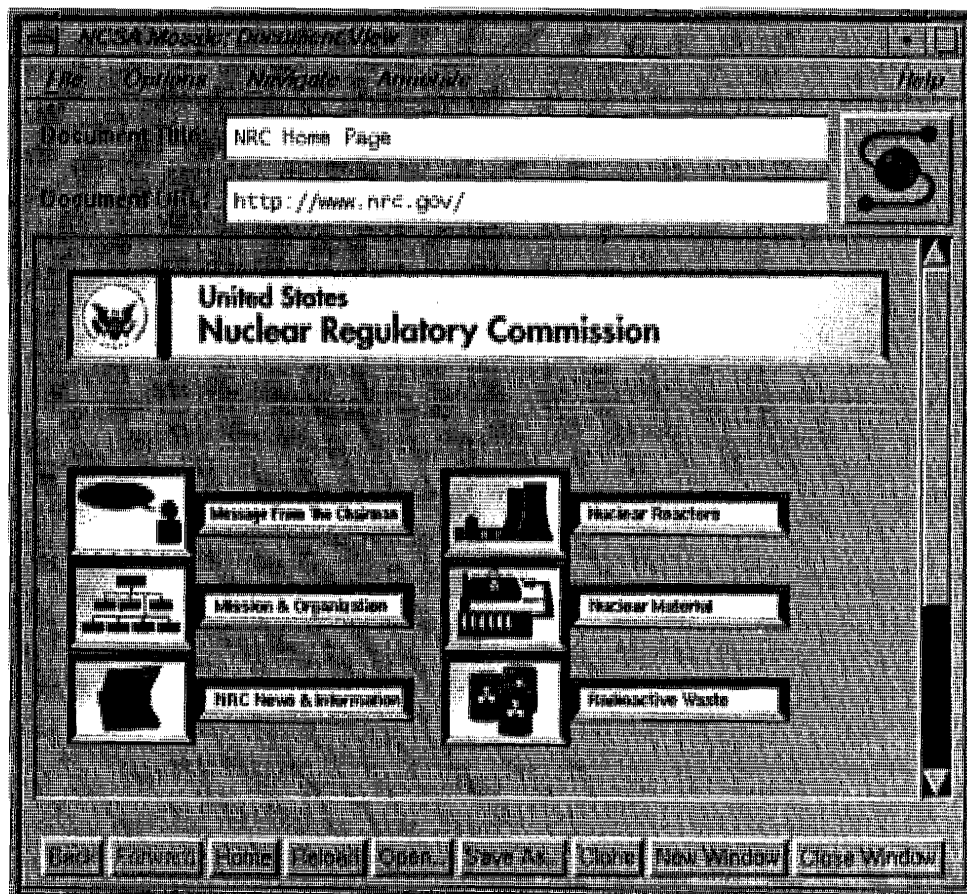 NCSA Mosaic: Document View
File Options Navigate Annotate Help
Document Title: NRC Home Page
Document URL: http://www.nrc.gov/
United States
Nuclear Regulatory Commission
Message From The Chairman Nuclear Reactors
Mission & Organization Nuclear Material
NRC News & Information Radioactive Waste
Back Forward Home Reload Open... Save As... Clone New Window Close Window